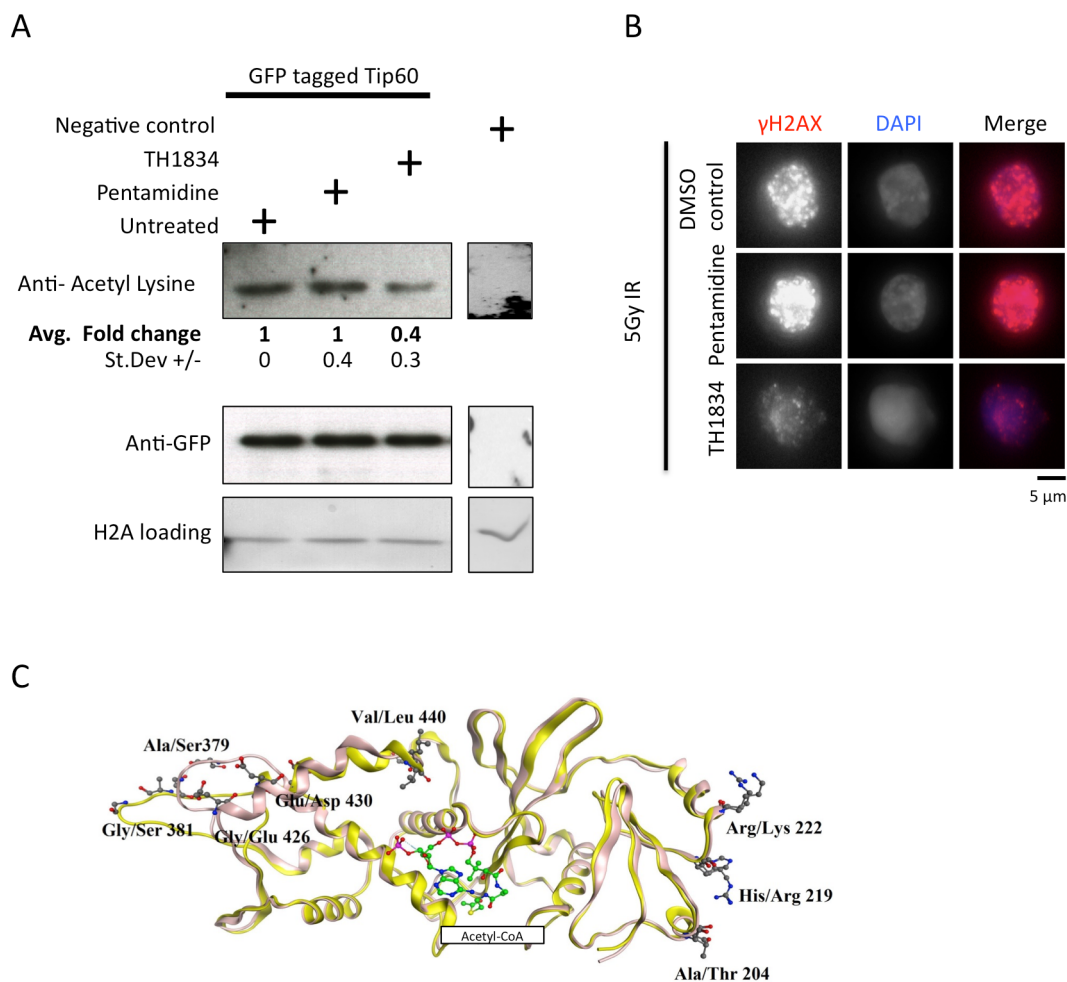 A
GFP tagged Tip60
Negative control +
TH1834 +
Pentamidine +
Untreated +
Anti- Acetyl Lysine
Avg. Fold change 1 1 0.4
St.Dev +/- 0 0.4 0.3
Anti-GFP
H2A loading
B
γH2AX DAPI Merge
5Gy IR
DMSO
control
Pentamidine
TH1834
5 µm
C
Val/Leu 440
Ala/Ser379
Glu/Asp 430
Gly/Ser 381
Gly/Glu 426
Arg/Lys 222
His/Arg 219
Acetyl-CoA
Ala/Thr 204